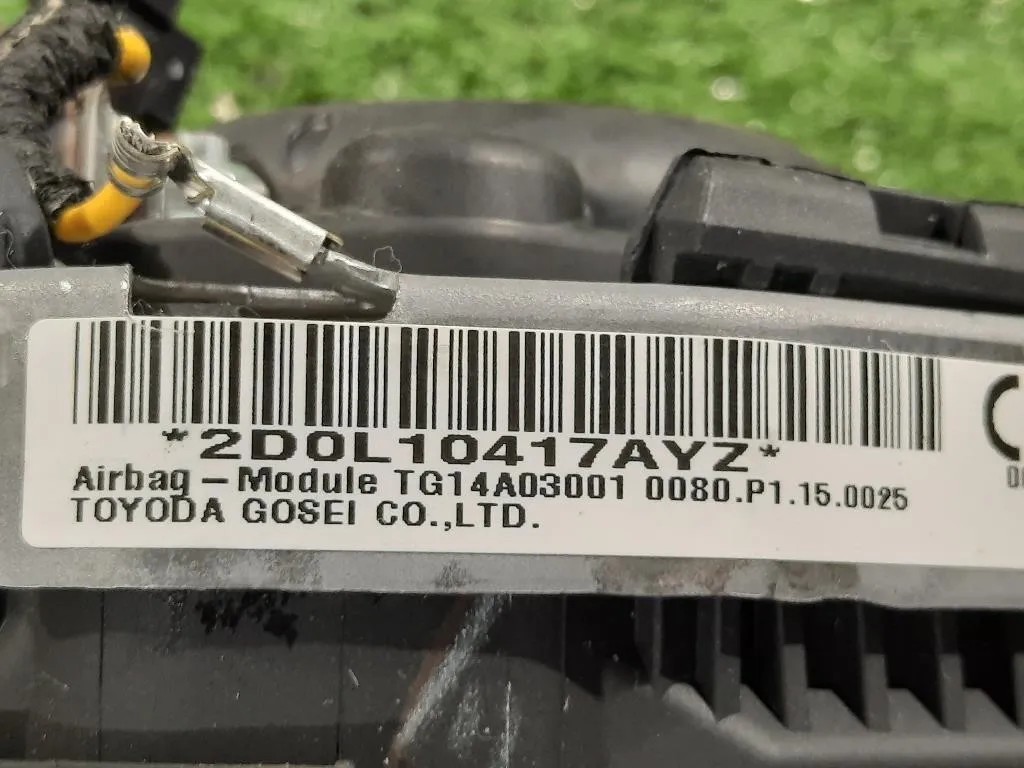 *2D0L10417AYZ*
Airbag - Module TG14A03001 0080.P1.15.0025
TOYODA GOSEI CO.,LTD.